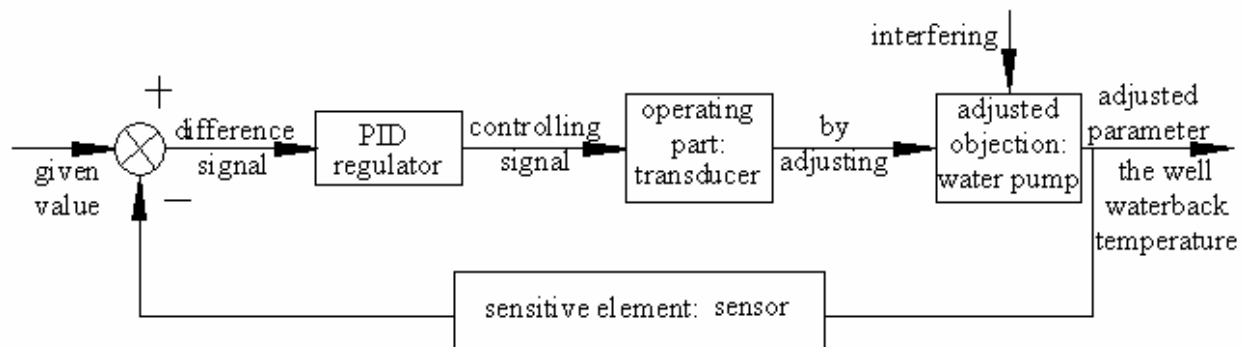 interfering
+
difference
signal
PID
regulator
controlling
signal
operating
part:
transducer
by
adjusting
adjusted
objection:
water pump
adjusted
parameter
given
value
−
the well
waterback
temperature
sensitive element: sensor